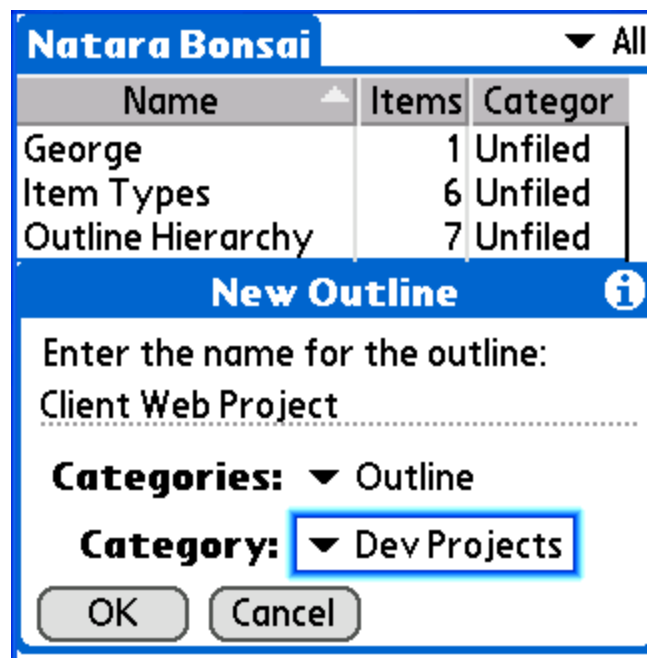 Natara Bonsai All
Name Items Categor
George 1 Unfiled
Item Types 6 Unfiled
Outline Hierarchy 7 Unfiled
New Outline i
Enter the name for the outline:
Client Web Project
Categories: Outline
Category: Dev Projects
OK Cancel